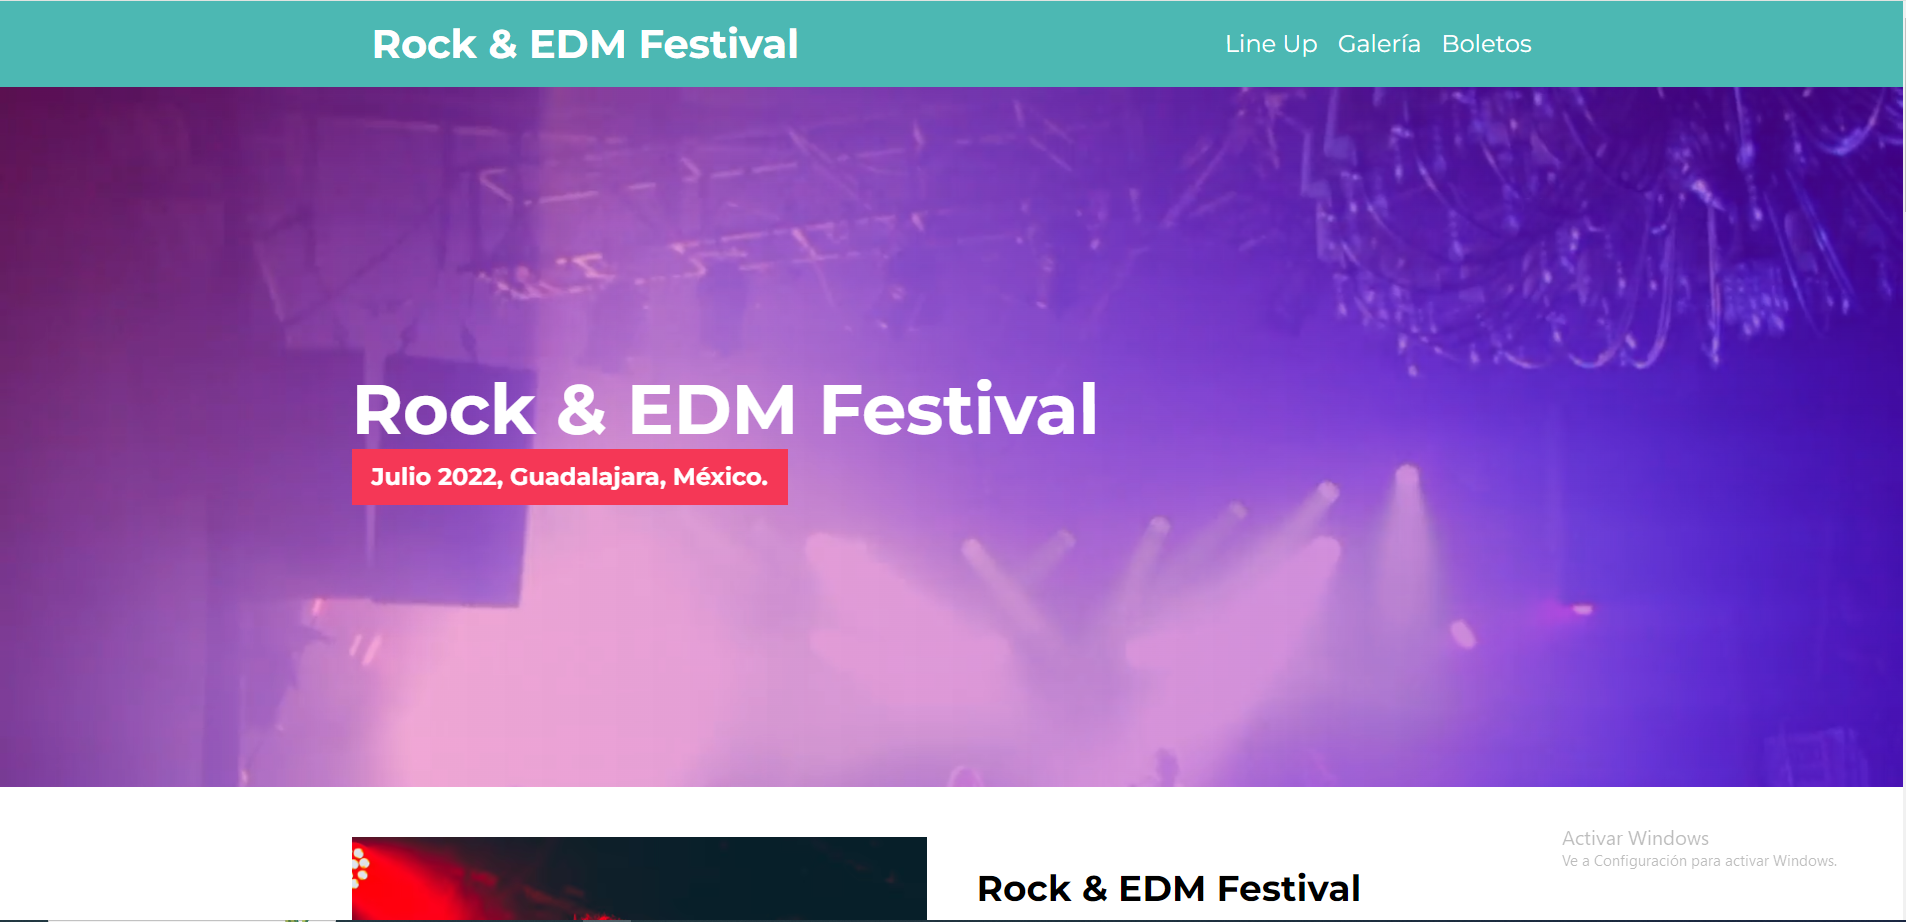 Rock & EDM Festival
Line Up Galería Boletos
Rock & EDM Festival
Julio 2022, Guadalajara, México.
Rock & EDM Festival
Activar Windows
Ve a Configuración para activar Windows.